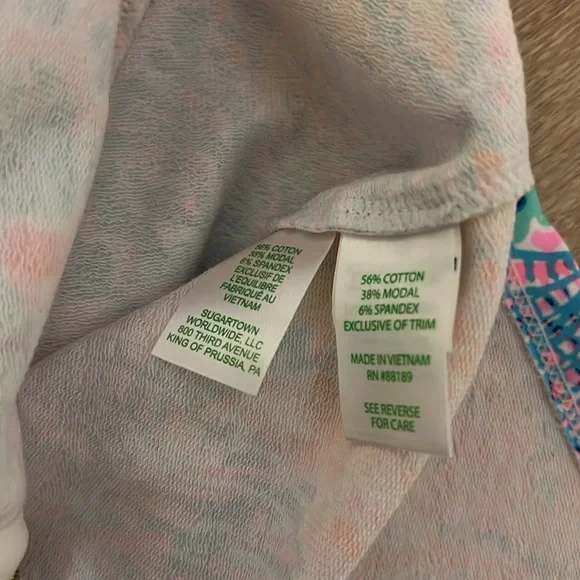 56% COTON
38% MODAL
6% SPANDEX
EXCLUSIF DE
L'EQUILIBRE
FABRIQUÉ AU
VIETNAM
SUGARTOWN
WORLDWIDE, LLC
800 THIRD AVENUE
KING OF PRUSSIA, PA
56% COTTON
38% MODAL
6% SPANDEX
EXCLUSIVE OF TRIM
MADE IN VIETNAM
RN #88189
SEE REVERSE
FOR CARE